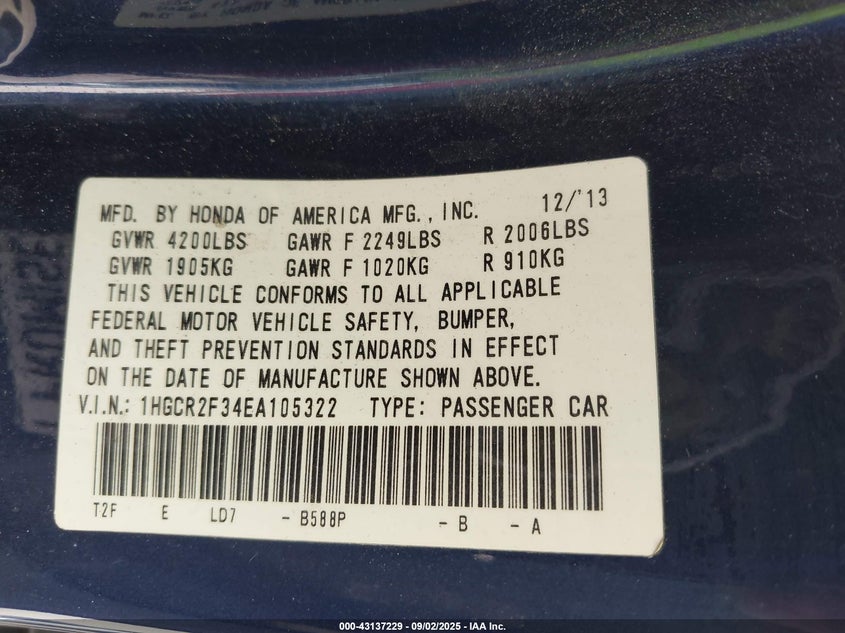 MFD. BY HONDA OF AMERICA MFG., INC. 12/'13
GVWR 4200LBS GAWR F 2249LBS R 2006LBS
GVWR 1905KG GAWR F 1020KG R 910KG
THIS VEHICLE CONFORMS TO ALL APPLICABLE
FEDERAL MOTOR VEHICLE SAFETY, BUMPER,
AND THEFT PREVENTION STANDARDS IN EFFECT
ON THE DATE OF MANUFACTURE SHOWN ABOVE.
V.I.N.: 1HGCR2F34EA105322 TYPE: PASSENGER CAR
T2F E LD7 - B588P - B - A
000-43137229 - 09/02/2025 - IAA Inc.